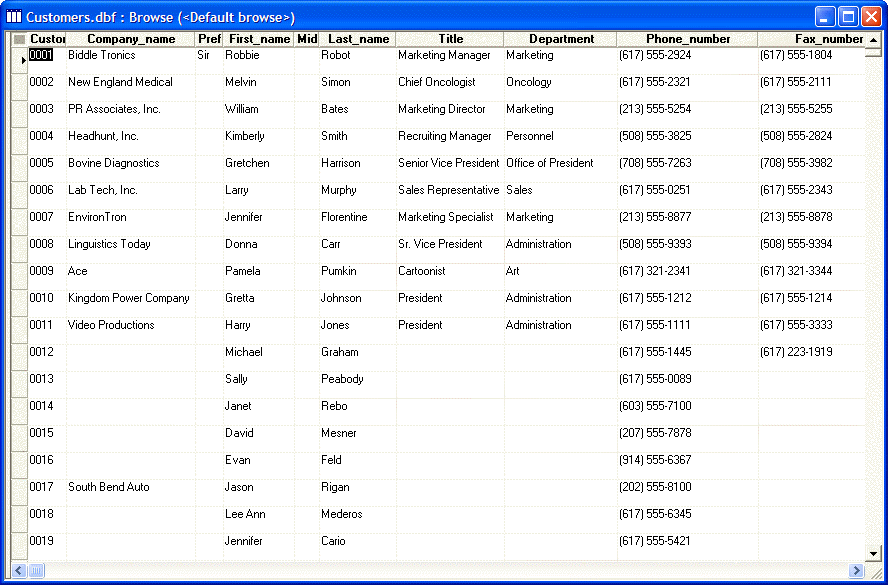 Customers.dbf : Browse (<Default browse>)
Custor Company_name Pref First_name Mid Last_name Title Department Phone_number Fax_number
0001 Biddle Tronics Sir Robbie Robot Marketing Manager Marketing (617) 555-2924 (617) 555-1804
0002 New England Medical Melvin Simon Chief Oncologist Oncology (617) 555-2321 (617) 555-2111
0003 PR Associates, Inc. William Bates Marketing Director Marketing (213) 555-5254 (213) 555-5255
0004 Headhunt, Inc. Kimberly Smith Recruiting Manager Personnel (508) 555-3825 (508) 555-2824
0005 Bovine Diagnostics Gretchen Harrison Senior Vice President Office of President (708) 555-7263 (708) 555-3982
0006 Lab Tech, Inc. Larry Murphy Sales Representative Sales (617) 555-0251 (617) 555-2343
0007 EnvironTron Jennifer Florentine Marketing Specialist Marketing (213) 555-8877 (213) 555-8878
0008 Linguistics Today Donna Carr Sr. Vice President Administration (508) 555-9393 (508) 555-9394
0009 Ace Pamela Pumkin Cartoonist Art (617) 321-2341 (617) 321-3344
0010 Kingdom Power Company Gretta Johnson President Administration (617) 555-1212 (617) 555-1214
0011 Video Productions Harry Jones President Administration (617) 555-1111 (617) 555-3333
0012 Michael Graham (617) 555-1445 (617) 223-1919
0013 Sally Peabody (617) 555-0089
0014 Janet Rebo (603) 555-7100
0015 David Mesner (207) 555-7878
0016 Evan Feld (914) 555-6367
0017 South Bend Auto Jason Rigan (202) 555-8100
0018 Lee Ann Mederos (617) 555-6345
0019 Jennifer Cario (617) 555-5421